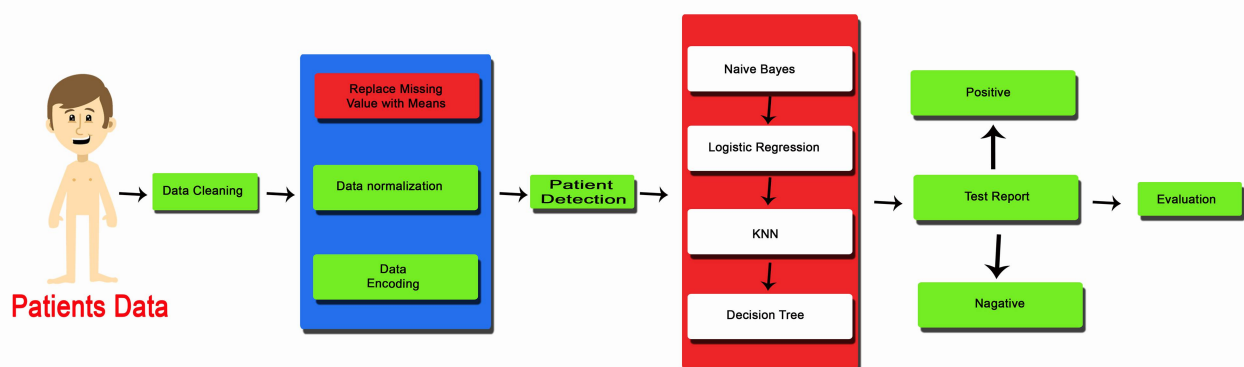 Patients Data
Data Cleaning
Replace Missing
Value with Means
Data normalization
Data
Encoding
Patient
Detection
Naive Bayes
Logistic Regression
KNN
Decision Tree
Positive
Test Report
Nagative
Evaluation